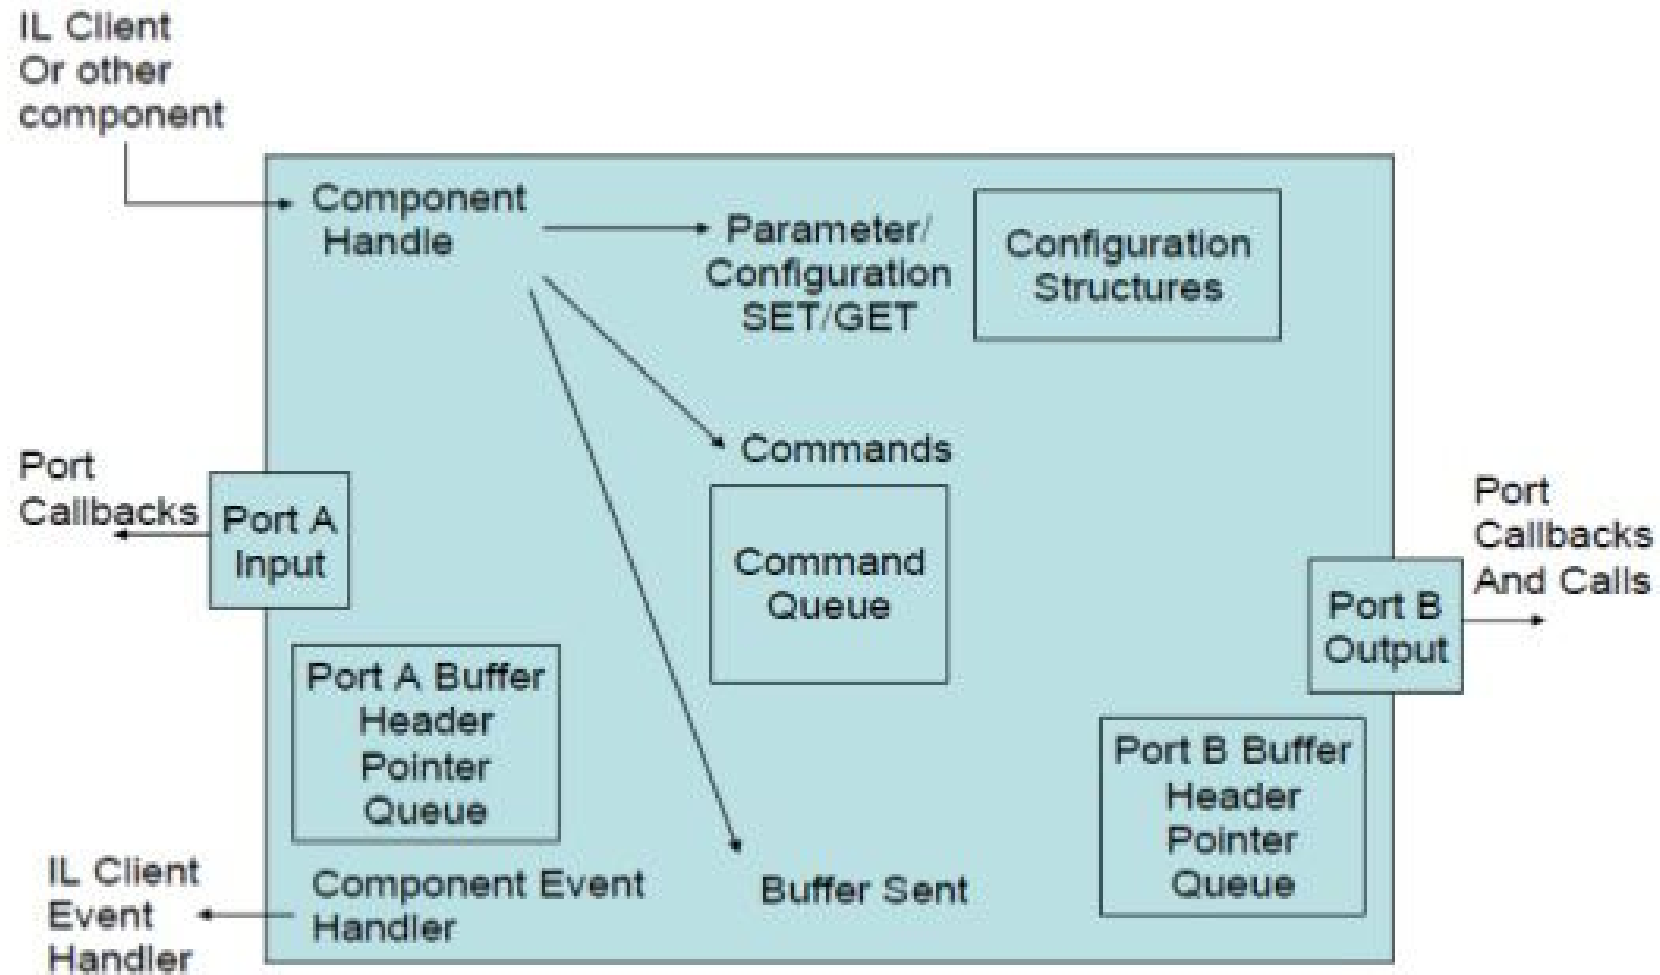 IL Client
Or other
component
Component
Handle
Parameter/
Configuration
SET/GET
Configuration
Structures
Commands
Command
Queue
Port
Callbacks
Port A
Input
Port
Callbacks
And Calls
Port B
Output
Port A Buffer
Header
Pointer
Queue
Port B Buffer
Header
Pointer
Queue
IL Client
Event
Handler
Component Event
Handler
Buffer Sent